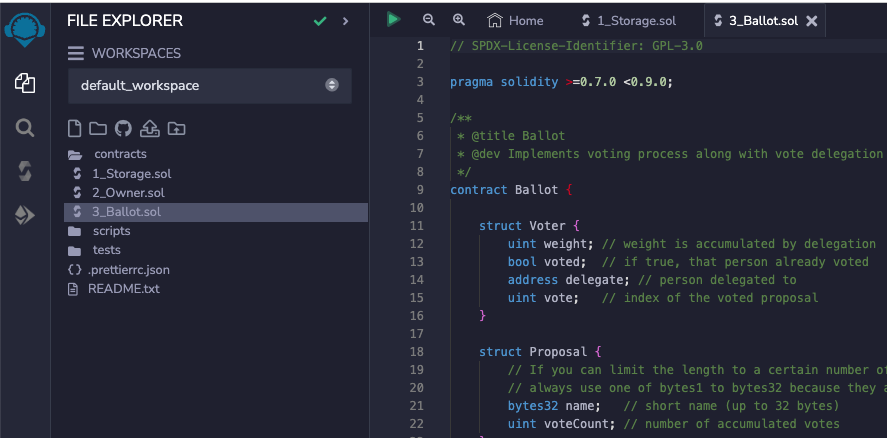 FILE EXPLORER
WORKSPACES
default_workspace
contracts
1_Storage.sol
2_Owner.sol
3_Ballot.sol
scripts
tests
.prettierrc.json
README.txt
Home
1_Storage.sol
3_Ballot.sol
1 // SPDX-License-Identifier: GPL-3.0
2
3 pragma solidity >=0.7.0 <0.9.0;
4
5 /**
6 * @title Ballot
7 * @dev Implements voting process along with vote delegation
8 */
9 contract Ballot {
10
11 struct Voter {
12 uint weight; // weight is accumulated by delegation
13 bool voted; // if true, that person already voted
14 address delegate; // person delegated to
15 uint vote; // index of the voted proposal
16 }
17
18 struct Proposal {
19 // If you can limit the length to a certain number of
20 // always use one of bytes1 to bytes32 because they
21 bytes32 name; // short name (up to 32 bytes)
22 uint voteCount; // number of accumulated votes